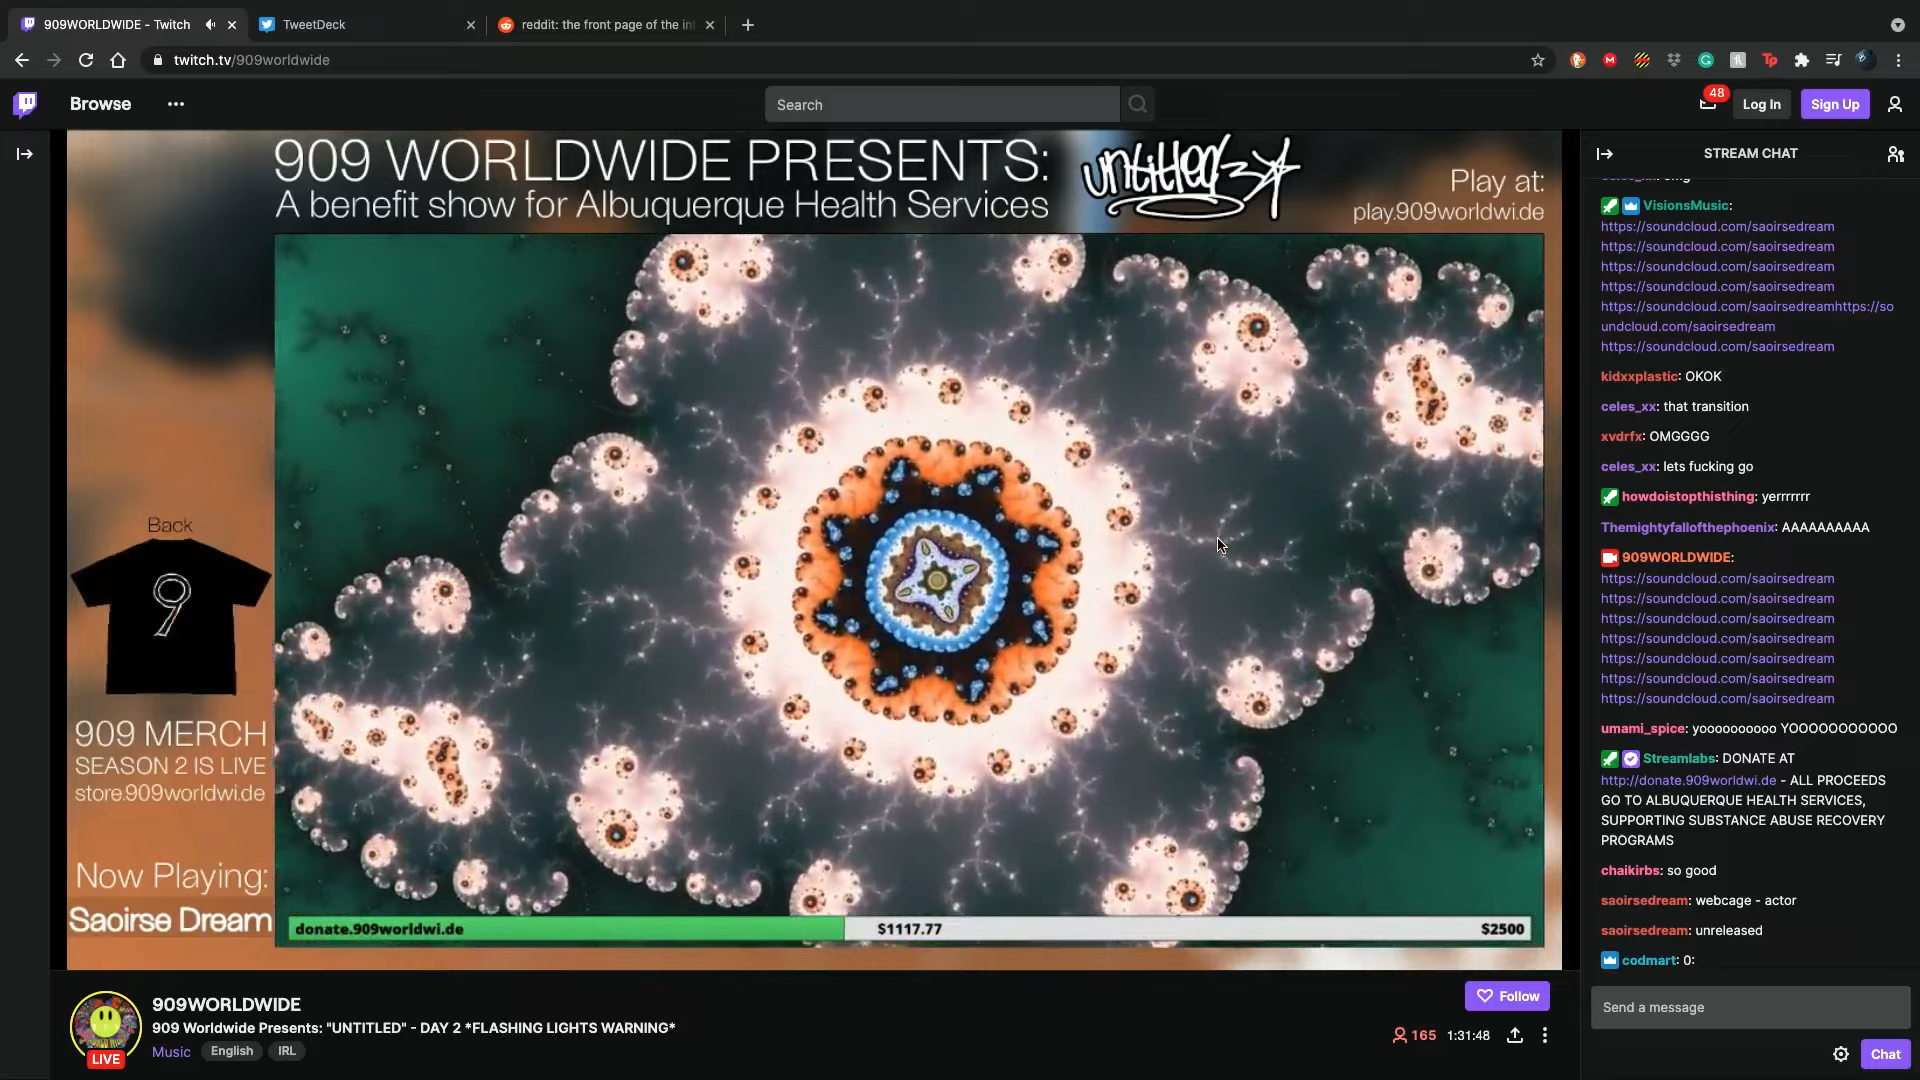 909WORLDWIDE - Twitch
TweetDeck
reddit: the front page of the in
twitch.tv/909worldwide
Browse
Search
48
Log In
Sign Up
909 WORLDWIDE PRESENTS:
A benefit show for Albuquerque Health Services
untitled
Play at:
play.909worldwi.de
Back
9
909 MERCH
SEASON 2 IS LIVE
store.909worldwi.de
Now Playing:
Saoirse Dream
donate.909worldwi.de
$1117.77
$2500
LIVE
909WORLDWIDE
909 Worldwide Presents: "UNTITLED" - DAY 2 *FLASHING LIGHTS WARNING*
Music
English
IRL
Follow
165
1:31:48
STREAM CHAT
VisionsMusic:
https://soundcloud.com/saoirsedream
https://soundcloud.com/saoirsedream
https://soundcloud.com/saoirsedream
https://soundcloud.com/saoirsedream
https://soundcloud.com/saoirsedreamhttps://so
undcloud.com/saoirsedream
https://soundcloud.com/saoirsedream
kidxxplastic: OKOK
celes_xx: that transition
xvdrfx: OMGGGG
celes_xx: lets fucking go
howdoistopthisthing: yerrrrrrr
Themightyfallofthephoenix: AAAAAAAAAA
909WORLDWIDE:
https://soundcloud.com/saoirsedream
https://soundcloud.com/saoirsedream
https://soundcloud.com/saoirsedream
https://soundcloud.com/saoirsedream
https://soundcloud.com/saoirsedream
https://soundcloud.com/saoirsedream
https://soundcloud.com/saoirsedream
umami_spice: yoooooooooo YOOOOOOOOOOO
Streamlabs: DONATE AT
http://donate.909worldwi.de - ALL PROCEEDS
GO TO ALBUQUERQUE HEALTH SERVICES,
SUPPORTING SUBSTANCE ABUSE RECOVERY
PROGRAMS
chaikirbs: so good
saoirsedream: webcage - actor
saoirsedream: unreleased
codmart: 0:
Send a message
Chat